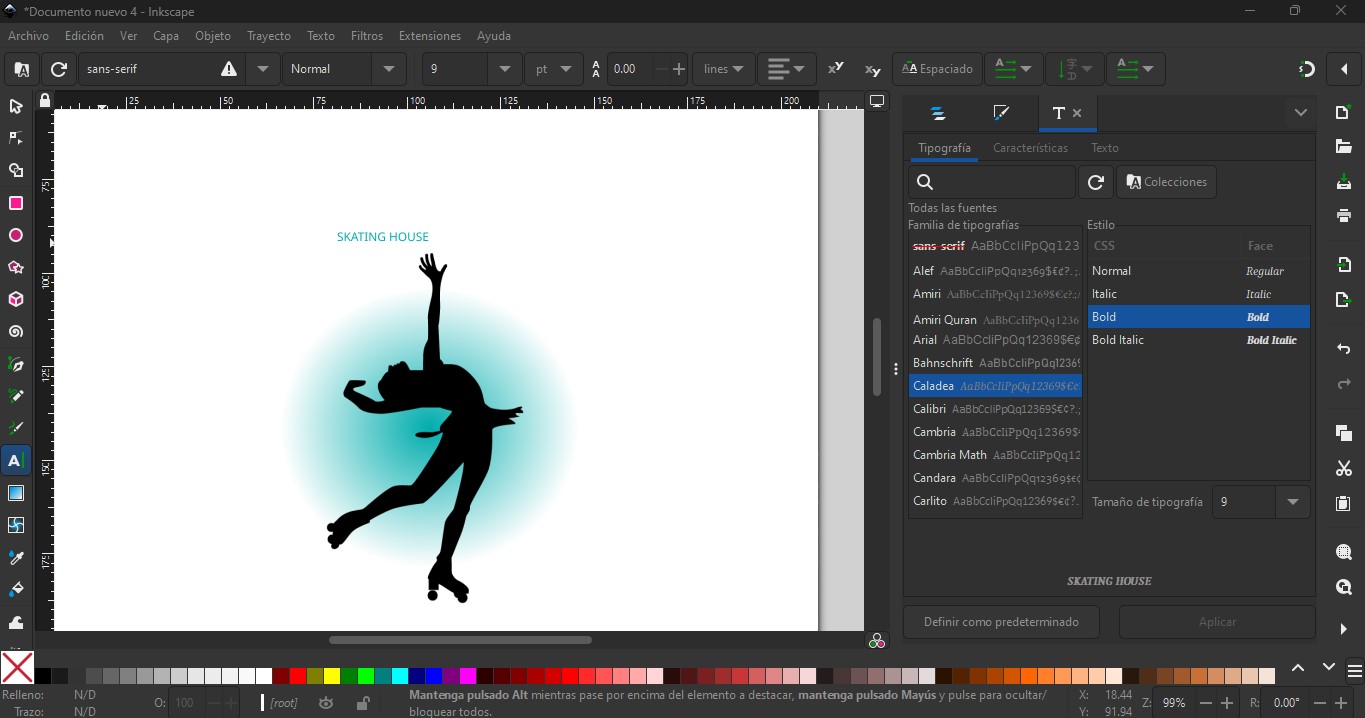 *Documento nuevo 4 - Inkscape
Archivo Edición Ver Capa Objeto Trayecto Texto Filtros Extensiones Ayuda
sans-serif Normal 9 pt 0.00 lines Espaciado
25 50 75 100 125 150 175 200
Tipografía Características Texto
Colecciones
Todas las fuentes
Familia de tipografías Estilo
sans-serif AaBbCcIiPpQq123 CSS Face
Alef AaBbCcIiPpQq12369$€¢?.; Normal Regular
Amiri AaBbCcIiPpQq12369$€¢?.;/ Italic Italic
Amiri Quran AaBbCcIiPpQq1236 Bold Bold
Arial AaBbCcIiPpQq12369$€¢ Bold Italic Bold Italic
Bahnschrift AaBbCcIiPpQq12369
Caladea AaBbCcIiPpQq12369$€¢
Calibri AaBbCcIiPpQq12369$€¢?.;
Cambria AaBbCcIiPpQq12369$
Cambria Math AaBbCcIiPpQq12
Candara AaBbCcIiPpQq12369$€¢
Carlito AaBbCcIiPpQq12369$€¢?.
Tamaño de tipografía 9
SKATING HOUSE
Definir como predeterminado Aplicar
75
100
125
150
175
SKATING HOUSE
Relleno: N/D
Trazo: N/D
O: 100
[root]
Mantenga pulsado Alt mientras pase por encima del elemento a destacar, mantenga pulsado Mayús y pulse para ocultar/
bloquear todos.
X: 18.44
Y: 91.94
Z: 99%
R: 0.00°